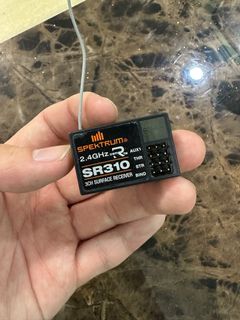 SPEKTRUM®
2.4GHz
SR310
3CH SURFACE RECEIVER
AUX1
THR
STR
BIND